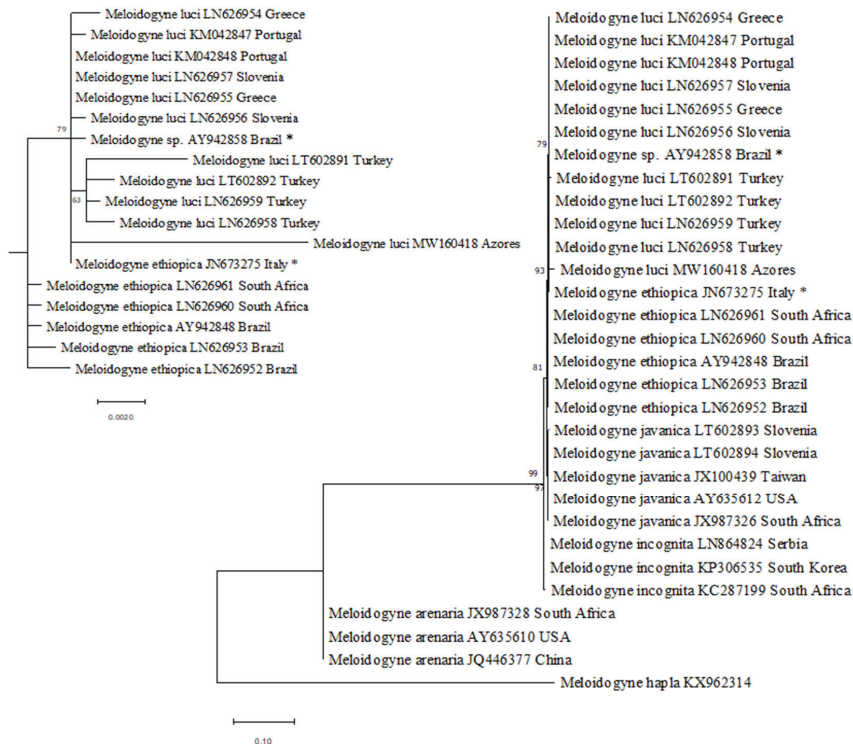 Meloidogyne luci LN626954 Greece
Meloidogyne luci KM042847 Portugal
Meloidogyne luci KM042848 Portugal
Meloidogyne luci LN626957 Slovenia
Meloidogyne luci LN626955 Greece
Meloidogyne luci LN626956 Slovenia
79
Meloidogyne sp. AY942858 Brazil *
Meloidogyne luci LT602891 Turkey
Meloidogyne luci LT602892 Turkey
63
Meloidogyne luci LN626959 Turkey
Meloidogyne luci LN626958 Turkey
Meloidogyne luci MW160418 Azores
Meloidogyne ethiopica JN673275 Italy *
Meloidogyne ethiopica LN626961 South Africa
Meloidogyne ethiopica LN626960 South Africa
Meloidogyne ethiopica AY942848 Brazil
Meloidogyne ethiopica LN626953 Brazil
Meloidogyne ethiopica LN626952 Brazil
0.0020
Meloidogyne luci LN626954 Greece
Meloidogyne luci KM042847 Portugal
Meloidogyne luci KM042848 Portugal
Meloidogyne luci LN626957 Slovenia
Meloidogyne luci LN626955 Greece
Meloidogyne luci LN626956 Slovenia
79
Meloidogyne sp. AY942858 Brazil *
Meloidogyne luci LT602891 Turkey
Meloidogyne luci LT602892 Turkey
Meloidogyne luci LN626959 Turkey
Meloidogyne luci LN626958 Turkey
93
Meloidogyne luci MW160418 Azores
Meloidogyne ethiopica JN673275 Italy *
Meloidogyne ethiopica LN626961 South Africa
Meloidogyne ethiopica LN626960 South Africa
81
Meloidogyne ethiopica AY942848 Brazil
Meloidogyne ethiopica LN626953 Brazil
Meloidogyne ethiopica LN626952 Brazil
Meloidogyne javanica LT602893 Slovenia
Meloidogyne javanica LT602894 Slovenia
99
Meloidogyne javanica JX100439 Taiwan
97
Meloidogyne javanica AY635612 USA
Meloidogyne javanica JX987326 South Africa
Meloidogyne incognita LN864824 Serbia
Meloidogyne incognita KP306535 South Korea
Meloidogyne incognita KC287199 South Africa
Meloidogyne arenaria JX987328 South Africa
Meloidogyne arenaria AY635610 USA
Meloidogyne arenaria JQ446377 China
Meloidogyne hapla KX962314
0.10